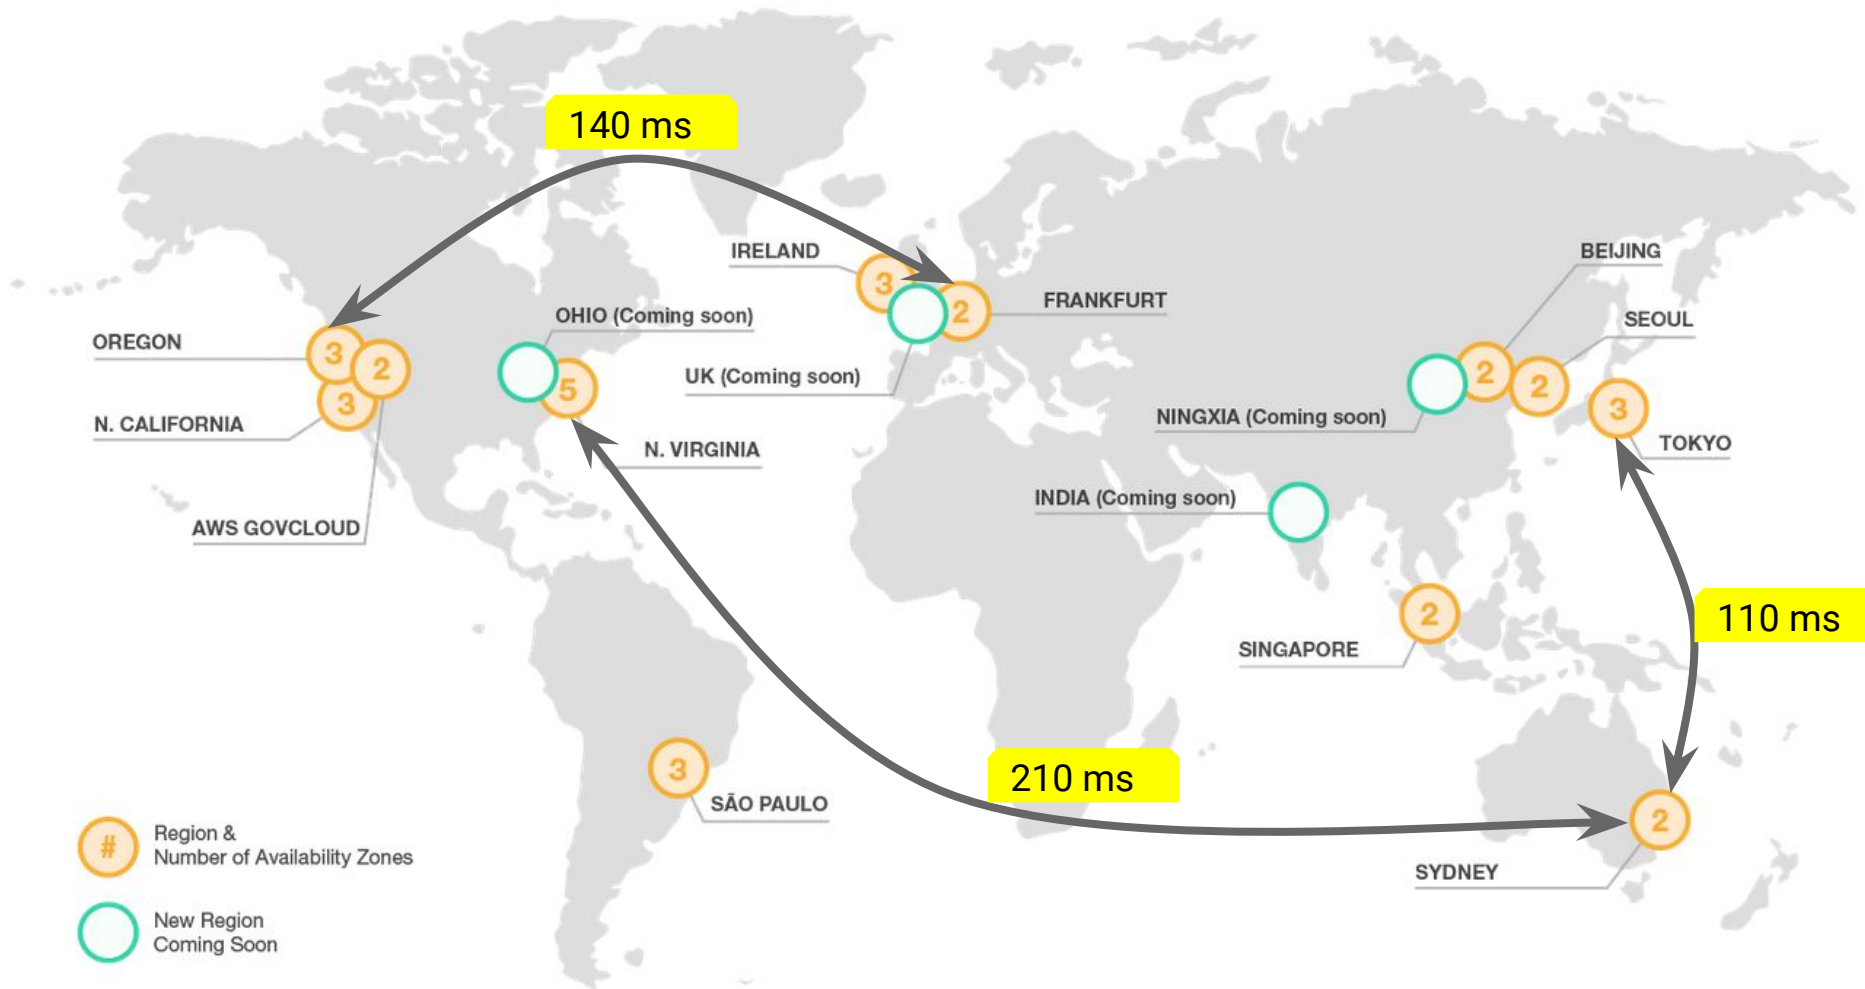 140 ms
IRELAND
3
BEIJING
FRANKFURT
2
OHIO (Coming soon)
SEOUL
OREGON
3
2
UK (Coming soon)
2
2
5
3
N. CALIFORNIA
NINGXIA (Coming soon)
3
TOKYO
N. VIRGINIA
INDIA (Coming soon)
AWS GOVCLOUD
2
110 ms
SINGAPORE
3
210 ms
SÃO PAULO
2
SYDNEY
#
Region &
Number of Availability Zones
New Region
Coming Soon